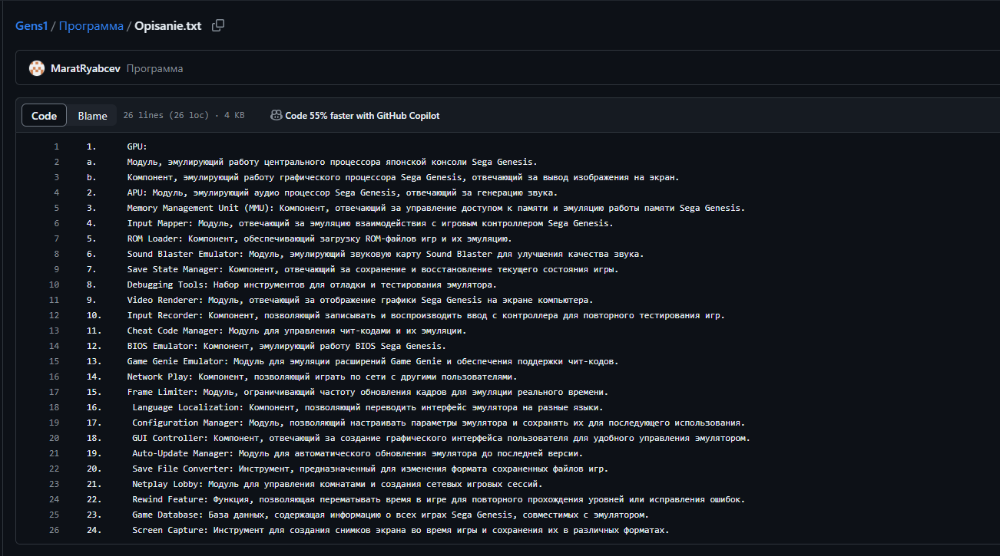 Gens1 / Программа / Opisanie.txt
MaratRyabcev Программа
Code Blame 26 lines (26 loc) · 4 KB Code 55% faster with GitHub Copilot
1 1. GPU:
2 a. Модуль, эмулирующий работу центрального процессора японской консоли Sega Genesis.
3 b. Компонент, эмулирующий работу графического процессора Sega Genesis, отвечающий за вывод изображения на экран.
4 2. APU: Модуль, эмулирующий аудио процессор Sega Genesis, отвечающий за генерацию звука.
5 3. Memory Management Unit (MMU): Компонент, отвечающий за управление доступом к памяти и эмуляцию работы памяти Sega Genesis.
6 4. Input Mapper: Модуль, отвечающий за эмуляцию взаимодействия с игровым контроллером Sega Genesis.
7 5. ROM Loader: Компонент, обеспечивающий загрузку ROM-файлов игр и их эмуляцию.
8 6. Sound Blaster Emulator: Модуль, эмулирующий звуковую карту Sound Blaster для улучшения качества звука.
9 7. Save State Manager: Компонент, отвечающий за сохранение и восстановление текущего состояния игры.
10 8. Debugging Tools: Набор инструментов для отладки и тестирования эмулятора.
11 9. Video Renderer: Модуль, отвечающий за отображение графики Sega Genesis на экране компьютера.
12 10. Input Recorder: Компонент, позволяющий записывать и воспроизводить ввод с контроллера для повторного тестирования игр.
13 11. Cheat Code Manager: Модуль для управления чит-кодами и их эмуляции.
14 12. BIOS Emulator: Компонент, эмулирующий работу BIOS Sega Genesis.
15 13. Game Genie Emulator: Модуль для эмуляции расширений Game Genie и обеспечения поддержки чит-кодов.
16 14. Network Play: Компонент, позволяющий играть по сети с другими пользователями.
17 15. Frame Limiter: Модуль, ограничивающий частоту обновления кадров для эмуляции реального времени.
18 16. Language Localization: Компонент, позволяющий переводить интерфейс эмулятора на разные языки.
19 17. Configuration Manager: Модуль, позволяющий настраивать параметры эмулятора и сохранять их для последующего использования.
20 18. GUI Controller: Компонент, отвечающий за создание графического интерфейса пользователя для удобного управления эмулятором.
21 19. Auto-Update Manager: Модуль для автоматического обновления эмулятора до последней версии.
22 20. Save File Converter: Инструмент, предназначенный для изменения формата сохраненных файлов игр.
23 21. Netplay Lobby: Модуль для управления комнатами и создания сетевых игровых сессий.
24 22. Rewind Feature: Функция, позволяющая перематывать время в игре для повторного прохождения уровней или исправления ошибок.
25 23. Game Database: База данных, содержащая информацию о всех играх Sega Genesis, совместимых с эмулятором.
26 24. Screen Capture: Инструмент для создания снимков экрана во время игры и сохранения их в различных форматах.